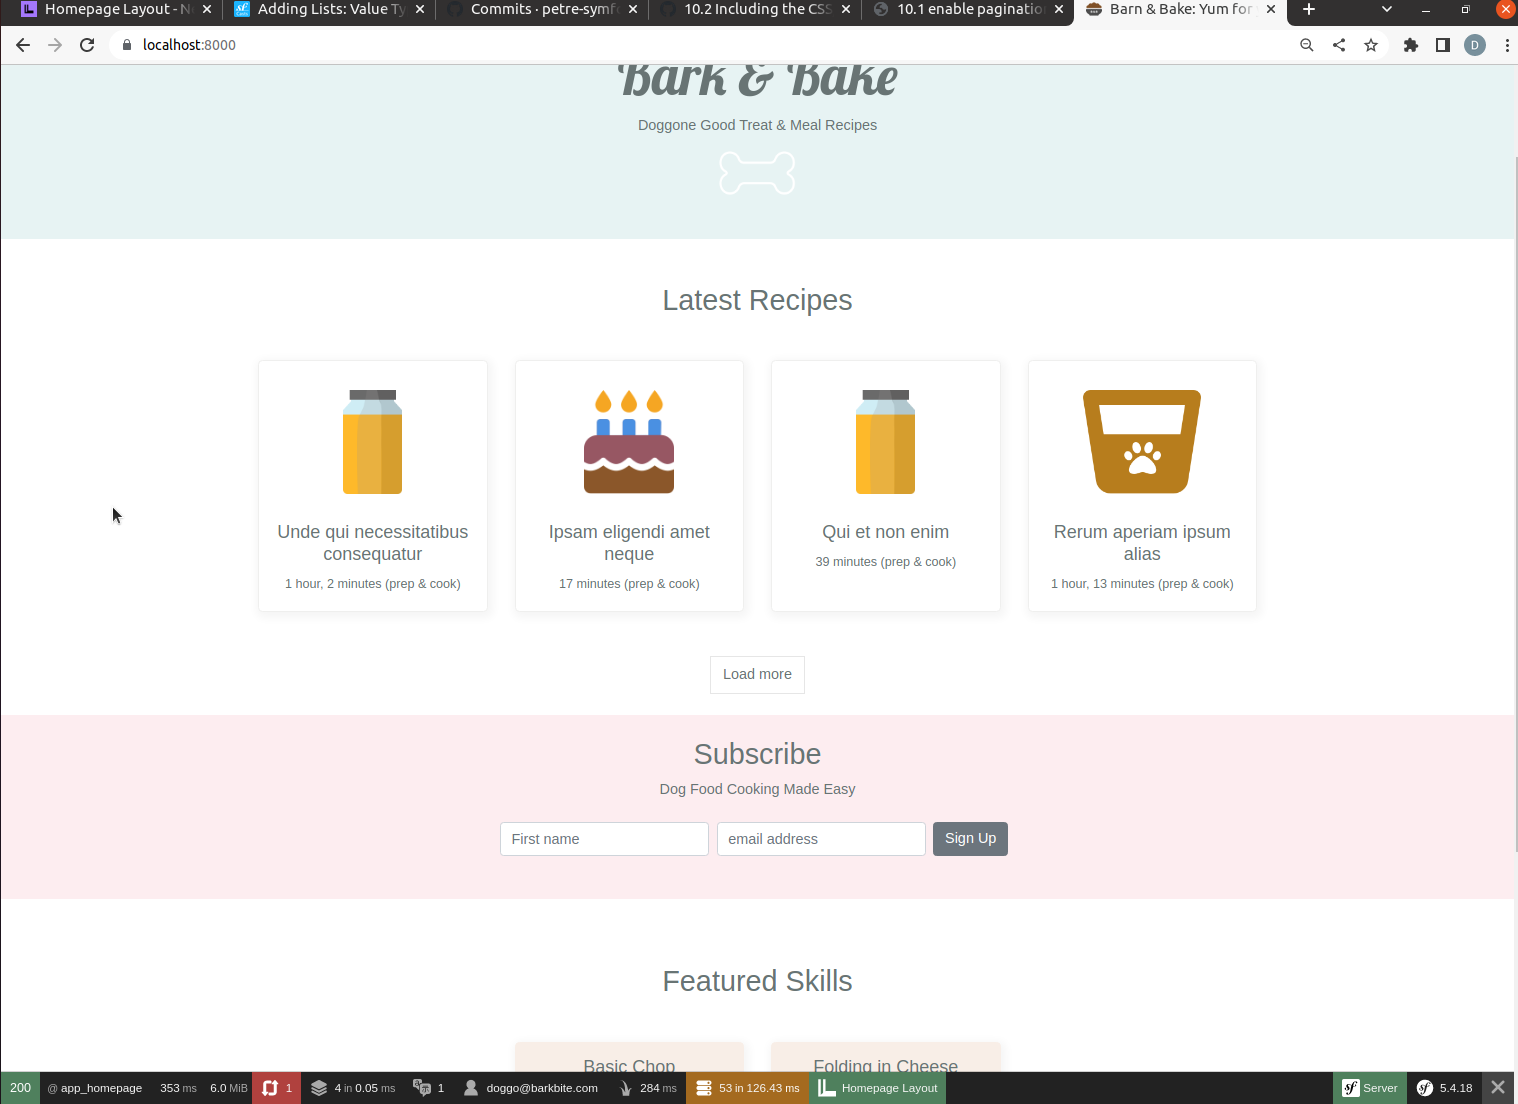 Homepage Layout - N
Adding Lists: Value Ty
Commits · petre-symf
10.2 Including the CSS
10.1 enable paginatio
Barn & Bake: Yum for
localhost:8000
D
Bark & Bake
Doggone Good Treat & Meal Recipes
Latest Recipes
Unde qui necessitatibus
consequatur
1 hour, 2 minutes (prep & cook)
Ipsam eligendi amet
neque
17 minutes (prep & cook)
Qui et non enim
39 minutes (prep & cook)
Rerum aperiam ipsum
alias
1 hour, 13 minutes (prep & cook)
Load more
Subscribe
Dog Food Cooking Made Easy
First name
email address
Sign Up
Featured Skills
Basic Chop
Folding in Cheese
200 @ app_homepage 353 ms 6.0 MiB 1 4 in 0.05 ms 1 doggo@barkbite.com 284 ms 53 in 126.43 ms Homepage Layout sf Server sf 5.4.18